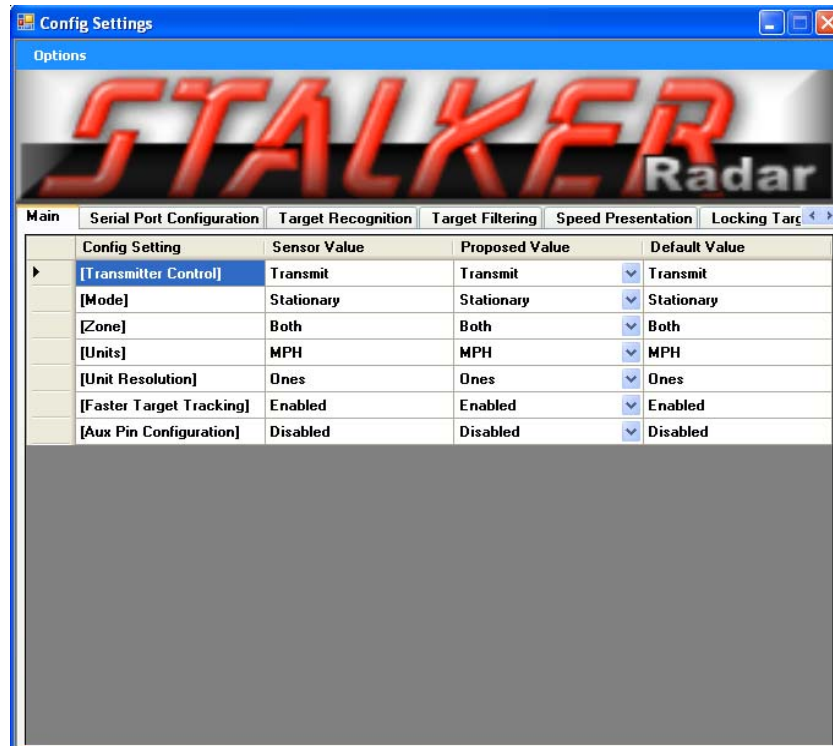 Config Settings
Options
STALKER
Radar
Main Serial Port Configuration Target Recognition Target Filtering Speed Presentation Locking Targ
Config Setting Sensor Value Proposed Value Default Value
[Transmitter Control] Transmit Transmit Transmit
[Mode] Stationary Stationary Stationary
[Zone] Both Both Both
[Units] MPH MPH MPH
[Unit Resolution] Ones Ones Ones
[Faster Target Tracking] Enabled Enabled Enabled
[Aux Pin Configuration] Disabled Disabled Disabled